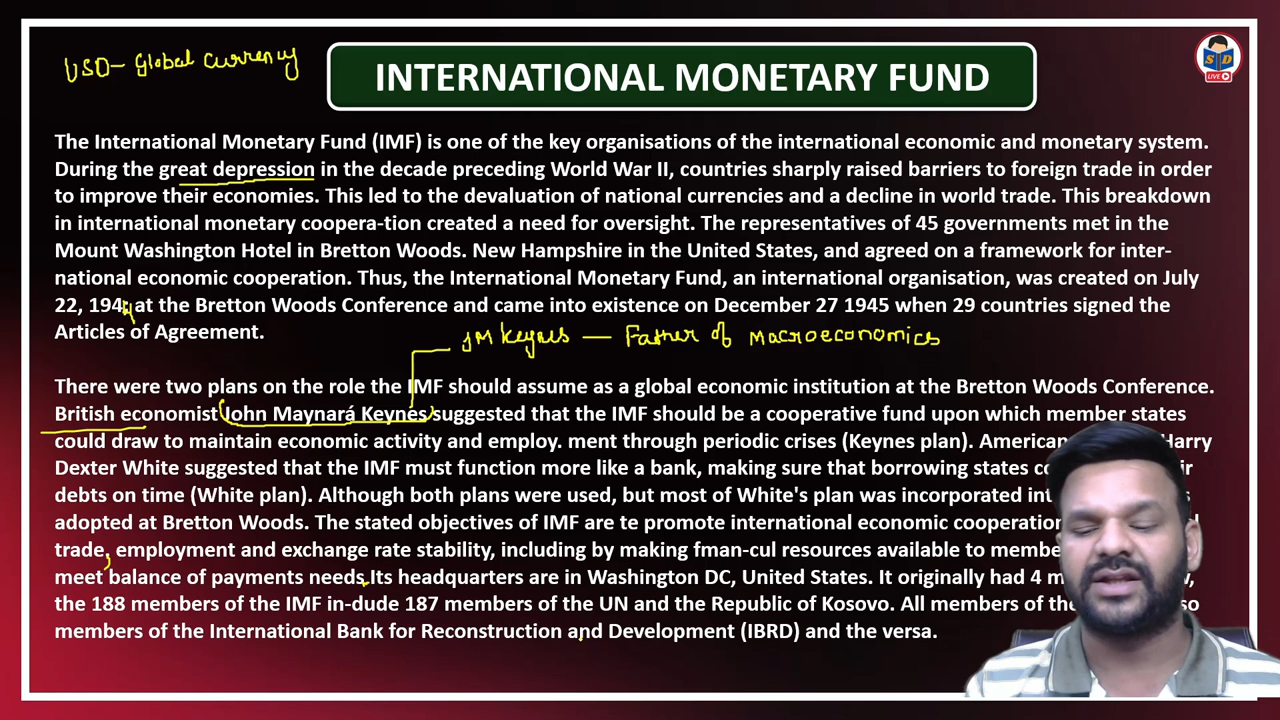 USD- Global currency
INTERNATIONAL MONETARY FUND
S D
LIVE
The International Monetary Fund (IMF) is one of the key organisations of the international economic and monetary system.
During the great depression in the decade preceding World War II, countries sharply raised barriers to foreign trade in order
to improve their economies. This led to the devaluation of national currencies and a decline in world trade. This breakdown
in international monetary coopera-tion created a need for oversight. The representatives of 45 governments met in the
Mount Washington Hotel in Bretton Woods. New Hampshire in the United States, and agreed on a framework for inter-
national economic cooperation. Thus, the International Monetary Fund, an international organisation, was created on July
22, 1944 at the Bretton Woods Conference and came into existence on December 27 1945 when 29 countries signed the
Articles of Agreement.
JM Keynes — Father of Macroeconomics
There were two plans on the role the IMF should assume as a global economic institution at the Bretton Woods Conference.
British economist John Maynará Keynes suggested that the IMF should be a cooperative fund upon which member states
could draw to maintain economic activity and employ. ment through periodic crises (Keynes plan). American Harry
Dexter White suggested that the IMF must function more like a bank, making sure that borrowing states
debts on time (White plan). Although both plans were used, but most of White's plan was incorporated
adopted at Bretton Woods. The stated objectives of IMF are te promote international economic
trade, employment and exchange rate stability, including by making fman-cul resources available to
meet balance of payments needs. Its headquarters are in Washington DC, United States. It originally had
the 188 members of the IMF in-dude 187 members of the UN and the Republic of Kosovo. All members of
members of the International Bank for Reconstruction and Development (IBRD) and the versa.